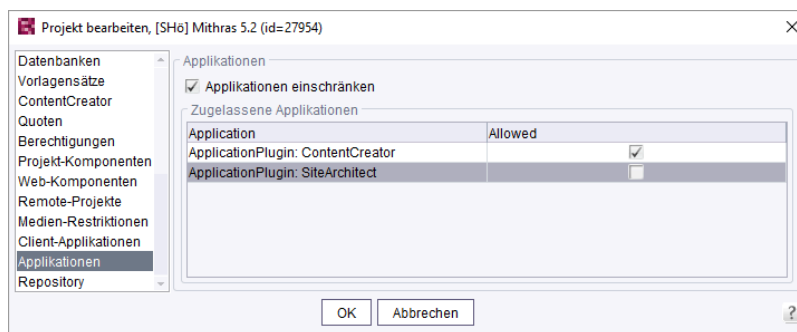 Projekt bearbeiten, [SHö] Mithras 5.2 (id=27954)
Datenbanken
Vorlagensätze
ContentCreator
Quoten
Berechtigungen
Projekt-Komponenten
Web-Komponenten
Remote-Projekte
Medien-Restriktionen
Client-Applikationen
Applikationen
Repository
Applikationen
Applikationen einschränken
Zugelassene Applikationen
Application Allowed
ApplicationPlugin: ContentCreator
ApplicationPlugin: SiteArchitect
OK Abbrechen
?